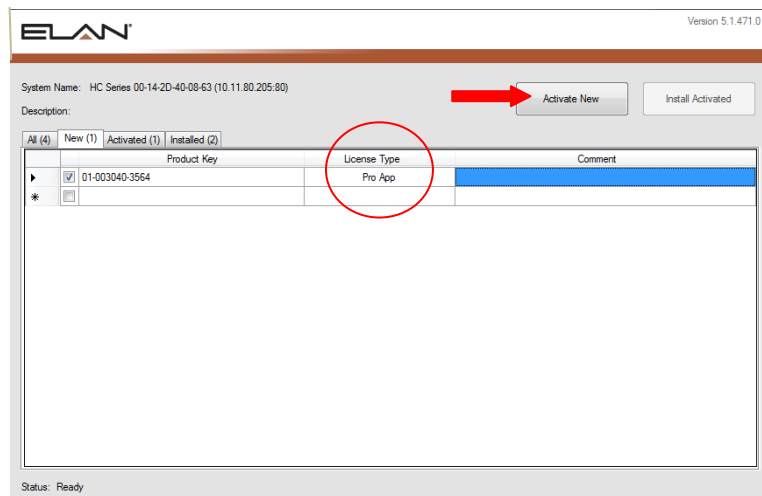 ELAN
Version 5.1.471.0
System Name: HC Series 00-14-2D-40-08-63 (10.11.80.205:80)
Description:
Activate New
Install Activated
All (4) New (1) Activated (1) Installed (2)
Product Key License Type Comment
01-003040-3564 Pro App
Status: Ready